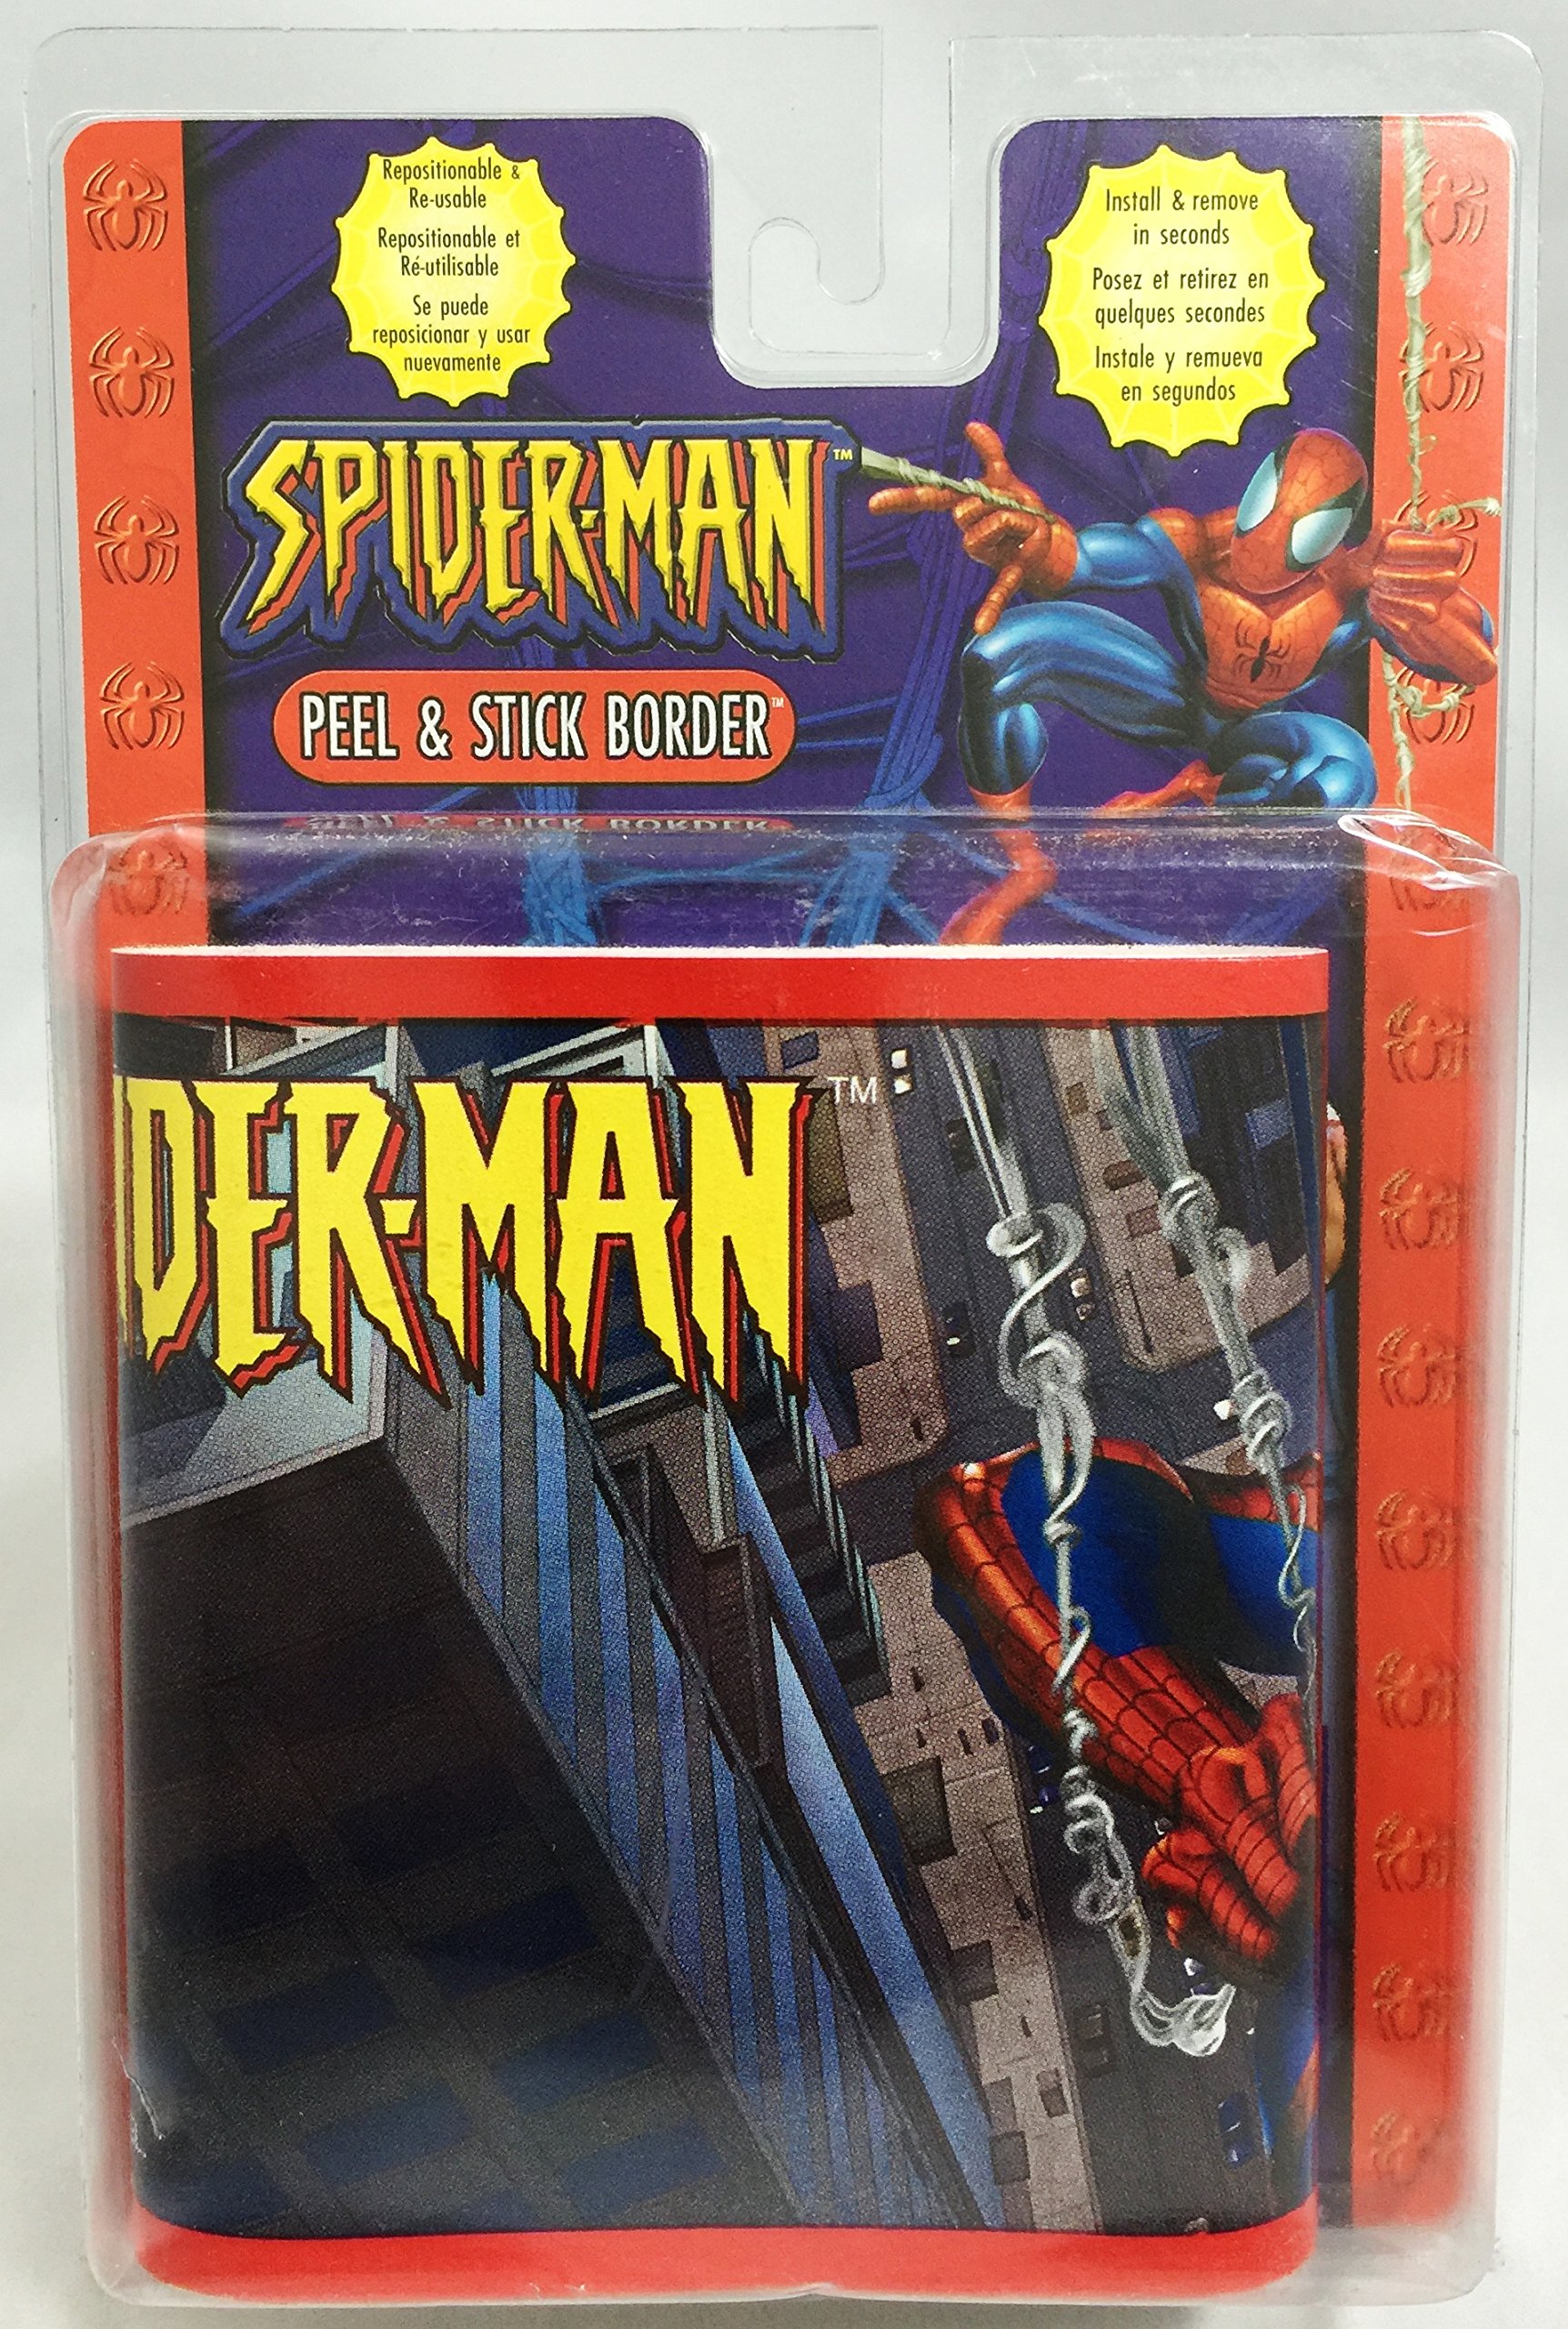 Repositionable &
Re-usable
Repositionable et
Ré-utilisable
Se puede
reposicionar y usar
nuevamente
Install & remove
in seconds
Posez et retirez en
quelques secondes
Instale y remueva
en segundos
SPIDER-MAN™
PEEL & STICK BORDER™
IDER-MAN™